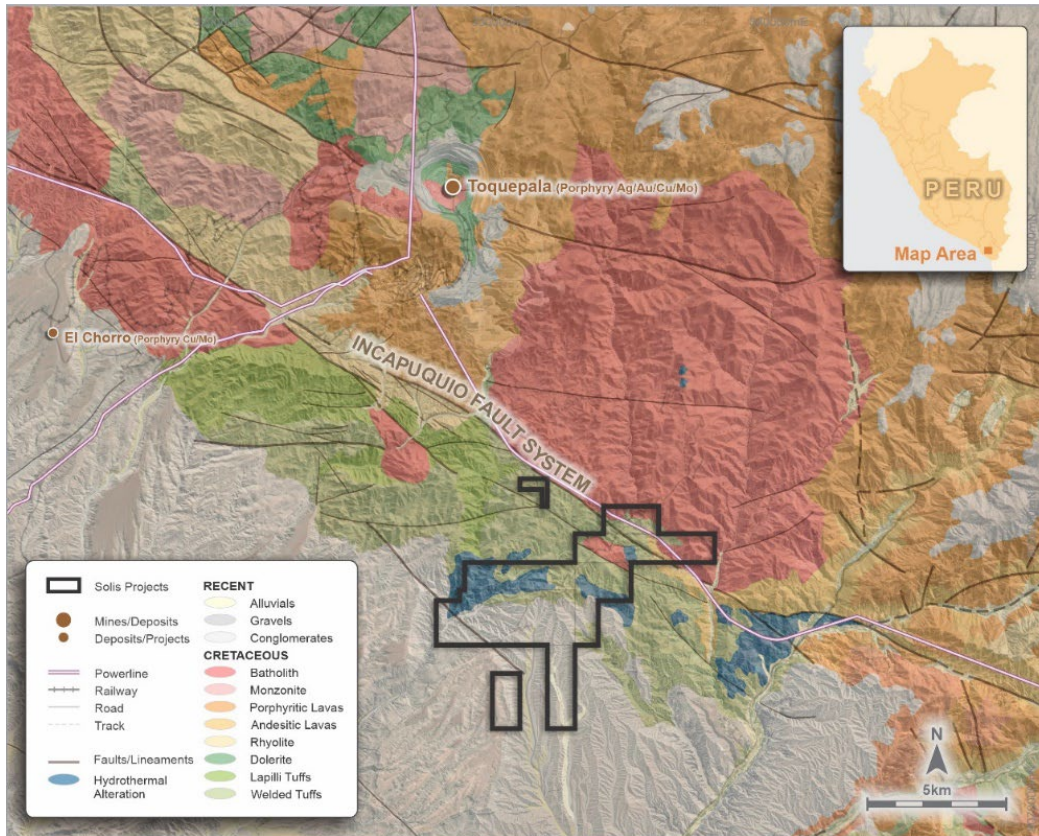 Toquepala (Porphyry Ag/Au/Cu/Mo)
PERU
Map Area
El Chorro (Porphyry Cu/Mo)
INCAPUQUIO FAULT SYSTEM
Solis Projects
Mines/Deposits
Deposits/Projects
Powerline
Railway
Road
Track
Faults/Lineaments
Hydrothermal
Alteration
RECENT
Alluvials
Gravels
Conglomerates
CRETACEOUS
Batholith
Monzonite
Porphyritic Lavas
Andesitic Lavas
Rhyolite
Dolerite
Lapilli Tuffs
Welded Tuffs
N
5km